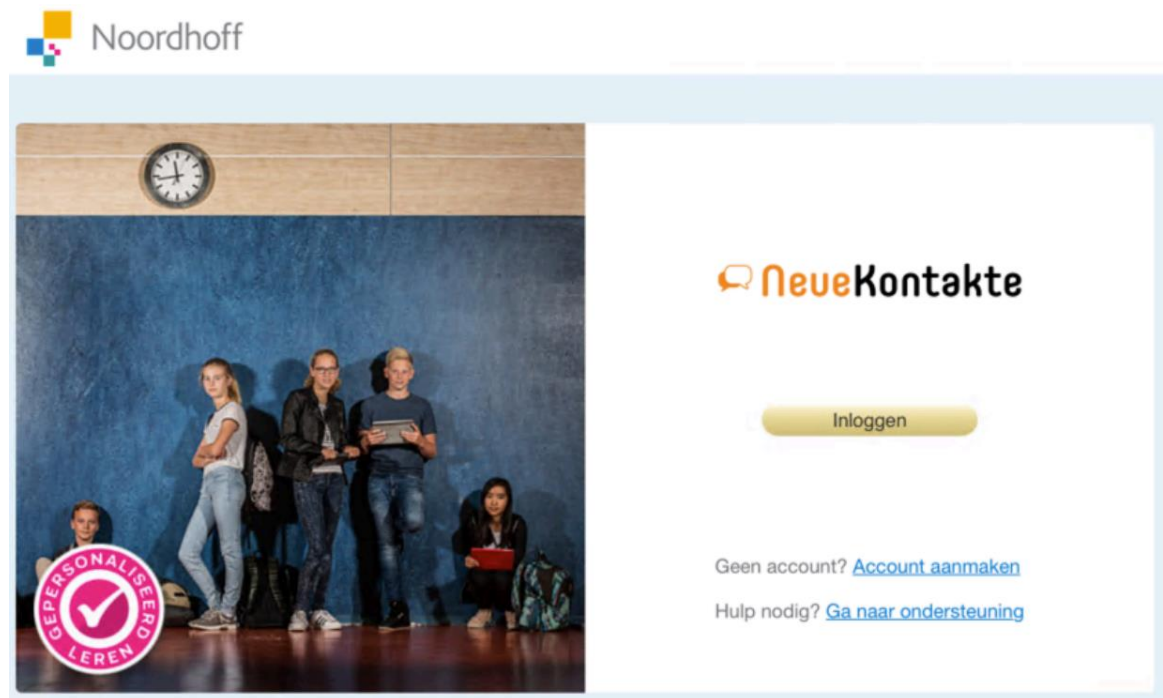 Noordhoff
NeueKontakte
Inloggen
Geen account? Account aanmaken
Hulp nodig? Ga naar ondersteuning
GEPERSONALISEERD
LEREN